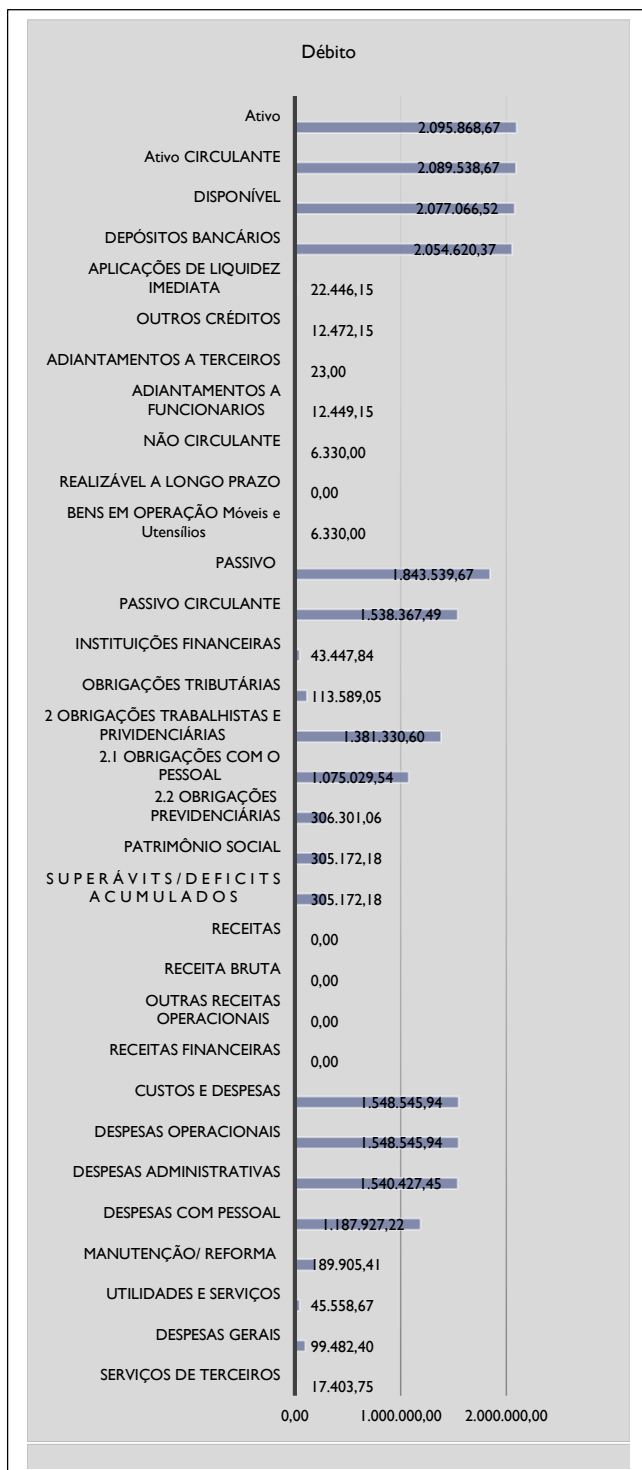 Débito
Ativo
2.095.868,67
Ativo CIRCULANTE
2.089.538,67
DISPONÍVEL
2.077.066,52
DEPÓSITOS BANCÁRIOS
2.054.620,37
APLICAÇÕES DE LIQUIDEZ
IMEDIATA
22.446,15
OUTROS CRÉDITOS
12.472,15
ADIANTAMENTOS A TERCEIROS
23,00
ADIANTAMENTOS A
FUNCIONARIOS
12.449,15
NÃO CIRCULANTE
6.330,00
REALIZÁVEL A LONGO PRAZO
0,00
BENS EM OPERAÇÃO Móveis e
Utensílios
6.330,00
PASSIVO
1.843.539,67
PASSIVO CIRCULANTE
1.538.367,49
INSTITUIÇÕES FINANCEIRAS
43.447,84
OBRIGAÇÕES TRIBUTÁRIAS
113.589,05
2 OBRIGAÇÕES TRABALHISTAS E
PRIVIDENCIÁRIAS
1.381.330,60
2.1 OBRIGAÇÕES COM O
PESSOAL
1.075.029,54
2.2 OBRIGAÇÕES
PREVIDENCIÁRIAS
306.301,06
PATRIMÔNIO SOCIAL
305.172,18
S U P E R Á V I T S / D E F I C I T S
A C U M U L A D O S
305.172,18
RECEITAS
0,00
RECEITA BRUTA
0,00
OUTRAS RECEITAS
OPERACIONAIS
0,00
RECEITAS FINANCEIRAS
0,00
CUSTOS E DESPESAS
1.548.545,94
DESPESAS OPERACIONAIS
1.548.545,94
DESPESAS ADMINISTRATIVAS
1.540.427,45
DESPESAS COM PESSOAL
1.187.927,22
MANUTENÇÃO/ REFORMA
189.905,41
UTILIDADES E SERVIÇOS
45.558,67
DESPESAS GERAIS
99.482,40
SERVIÇOS DE TERCEIROS
17.403,75
0,00 1.000.000,00 2.000.000,00